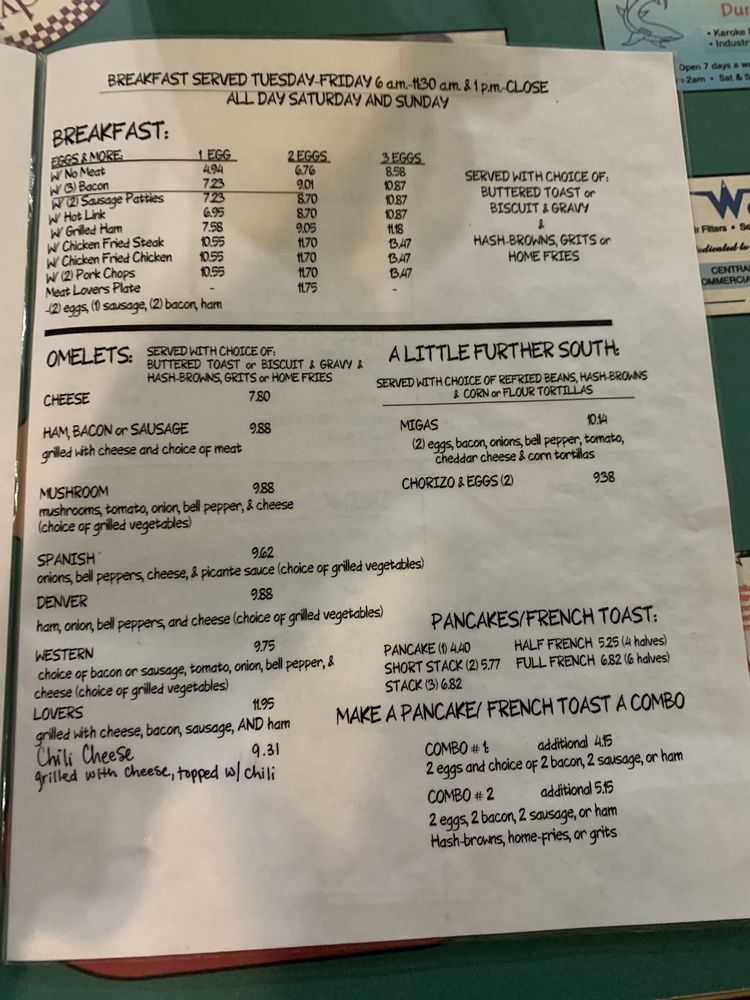 Dur
• Karoke
• Industr
Open 7 days a w
2am • Sat & S
BREAKFAST SERVED TUESDAY-FRIDAY 6 a.m.-11:30 a.m. & 1 p.m.-CLOSE
ALL DAY SATURDAY AND SUNDAY
BREAKFAST:
EGGS & MORE: 1 EGG 2 EGGS 3 EGGS
W/ No Meat 4.94 6.76 8.58
W/ (3) Bacon 7.23 9.01 10.87
W/ (2) Sausage Patties 7.23 8.70 10.87
W/ Hot Link 6.95 8.70 10.87
W/ Grilled Ham 7.58 9.05 11.18
W/ Chicken Fried Steak 10.55 11.70 13.47
W/ Chicken Fried Chicken 10.55 11.70 13.47
W/ (2) Pork Chops 10.55 11.70 13.47
Meat Lovers Plate - 11.75 -
-(2) eggs, (1) sausage, (2) bacon, ham
SERVED WITH CHOICE OF:
BUTTERED TOAST or
BISCUIT & GRAVY
&
HASH-BROWNS, GRITS or
HOME FRIES
r Filters • Se
edicated to
CENTRA
OMMERCIA
OMELETS: SERVED WITH CHOICE OF:
BUTTERED TOAST or BISCUIT & GRAVY &
HASH-BROWNS, GRITS or HOME FRIES
CHEESE 7.80
HAM, BACON or SAUSAGE 9.88
grilled with cheese and choice of meat
MUSHROOM 9.88
mushrooms, tomato, onion, bell pepper, & cheese
(choice of grilled vegetables)
SPANISH 9.62
onions, bell peppers, cheese, & picante sauce (choice of grilled vegetables)
DENVER 9.88
ham, onion, bell peppers, and cheese (choice of grilled vegetables)
WESTERN 9.75
choice of bacon or sausage, tomato, onion, bell pepper, &
cheese (choice of grilled vegetables)
LOVERS 11.95
grilled with cheese, bacon, sausage, AND ham
Chili Cheese 9.31
grilled with cheese, topped w/ chili
A LITTLE FURTHER SOUTH:
SERVED WITH CHOICE OF REFRIED BEANS, HASH-BROWNS
& CORN or FLOUR TORTILLAS
MIGAS 10.14
(2) eggs, bacon, onions, bell pepper, tomato,
cheddar cheese & corn tortillas
CHORIZO & EGGS (2) 9.38
PANCAKES/FRENCH TOAST:
PANCAKE (1) 4.40 HALF FRENCH 5.25 (4 halves)
SHORT STACK (2) 5.77 FULL FRENCH 6.82 (6 halves)
STACK (3) 6.82
MAKE A PANCAKE/ FRENCH TOAST A COMBO
COMBO # 1: additional 4.15
2 eggs and choice of 2 bacon, 2 sausage, or ham
COMBO # 2 additional 5.15
2 eggs, 2 bacon, 2 sausage, or ham
Hash-browns, home-fries, or grits